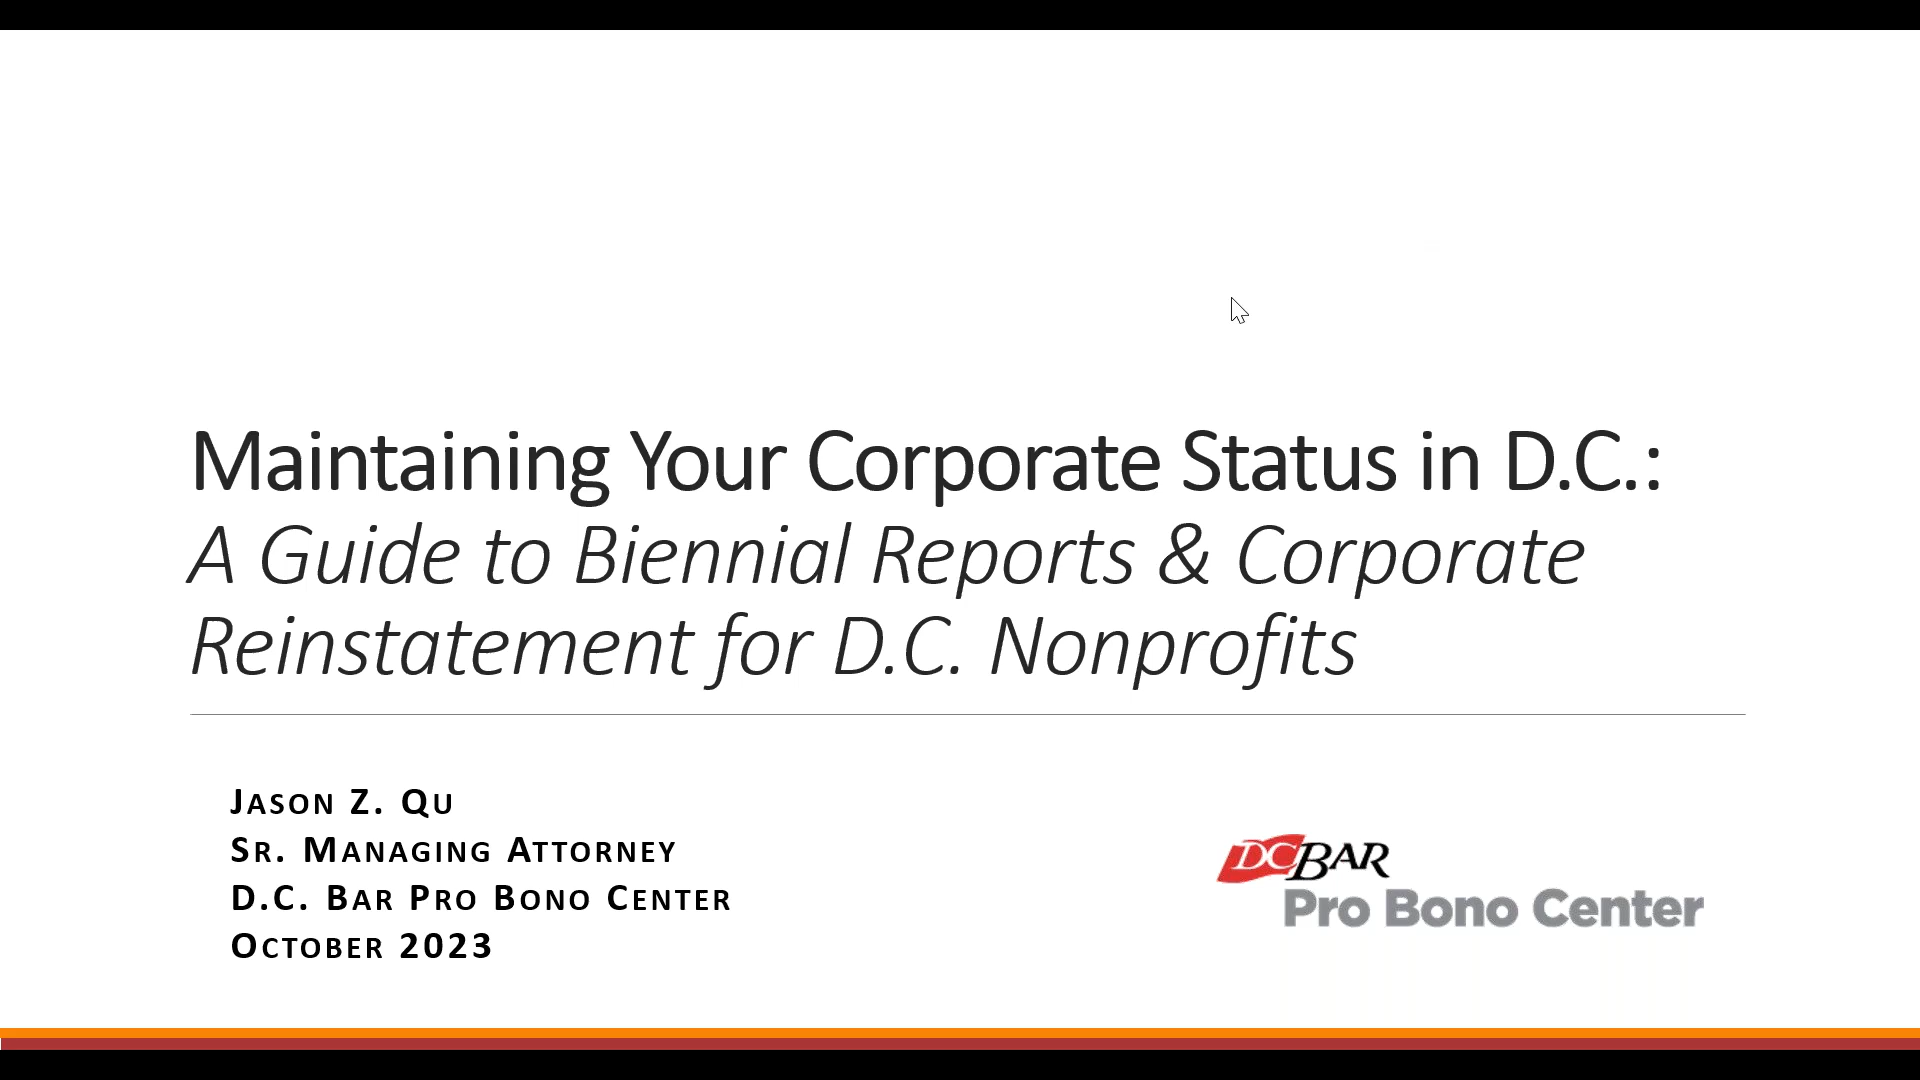 Maintaining Your Corporate Status in D.C.:
A Guide to Biennial Reports & Corporate
Reinstatement for D.C. Nonprofits
Jason Z. Qu
Sr. Managing Attorney
D.C. Bar Pro Bono Center
October 2023
DC BAR
Pro Bono Center